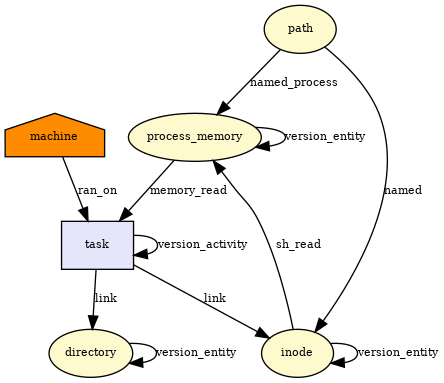 path
named_process
machine
process_memory
version_entity
ran_on
memory_read
named
task
version_activity
sh_read
link
link
directory
version_entity
inode
version_entity